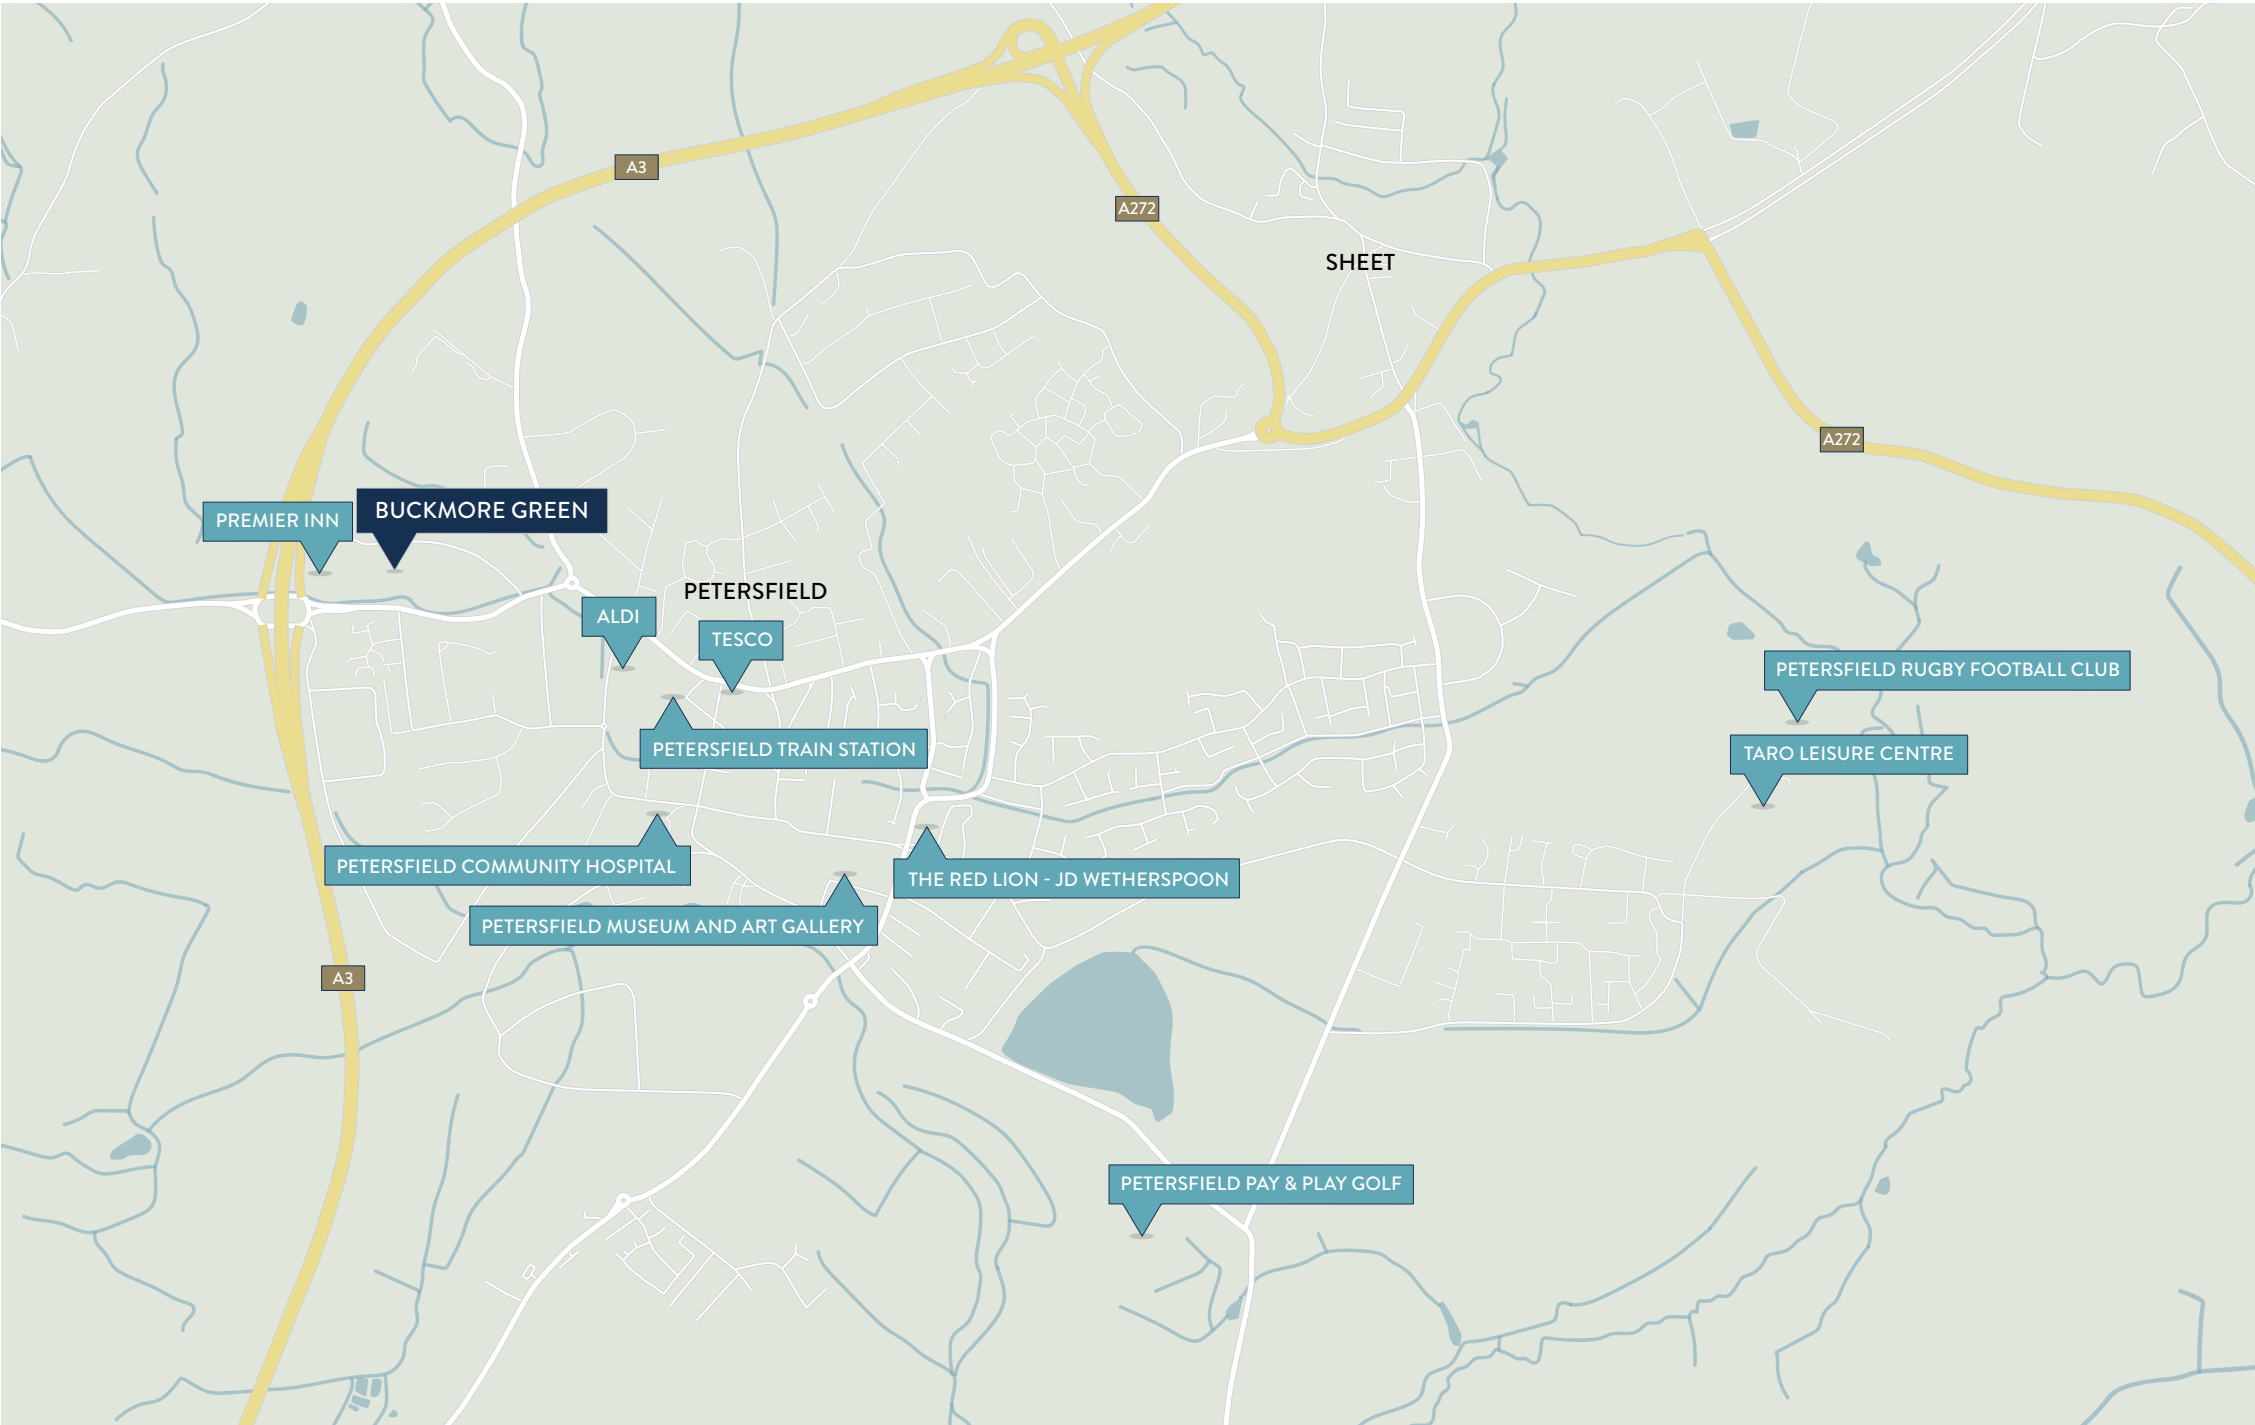 A3
A272
SHEET
A272
PREMIER INN
BUCKMORE GREEN
PETERSFIELD
ALDI
TESCO
PETERSFIELD RUGBY FOOTBALL CLUB
PETERSFIELD TRAIN STATION
TARO LEISURE CENTRE
PETERSFIELD COMMUNITY HOSPITAL
THE RED LION - JD WETHERSPOON
PETERSFIELD MUSEUM AND ART GALLERY
A3
PETERSFIELD PAY & PLAY GOLF